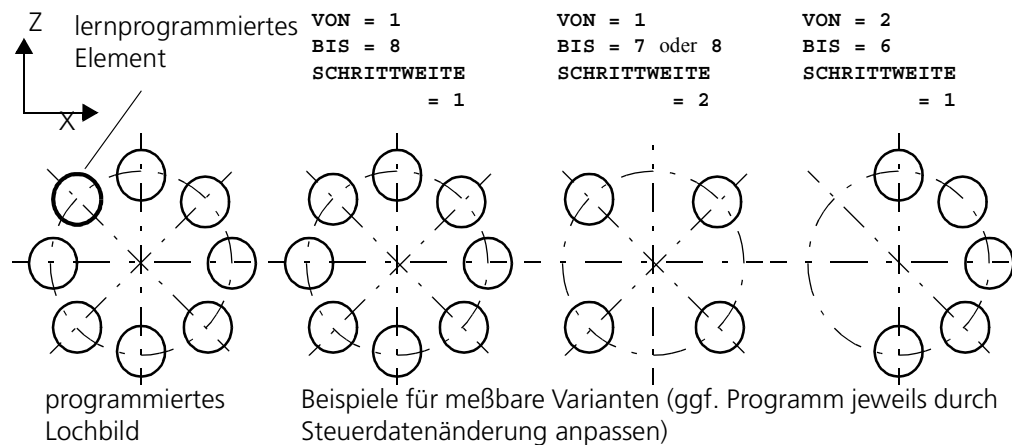 Z
lernprogrammiertes
Element
X
VON = 1
BIS = 8
SCHRITTWEITE
= 1
VON = 1
BIS = 7 oder 8
SCHRITTWEITE
= 2
VON = 2
BIS = 6
SCHRITTWEITE
= 1
programmiertes
Lochbild
Beispiele für meßbare Varianten (ggf. Programm jeweils durch
Steuerdatenänderung anpassen)